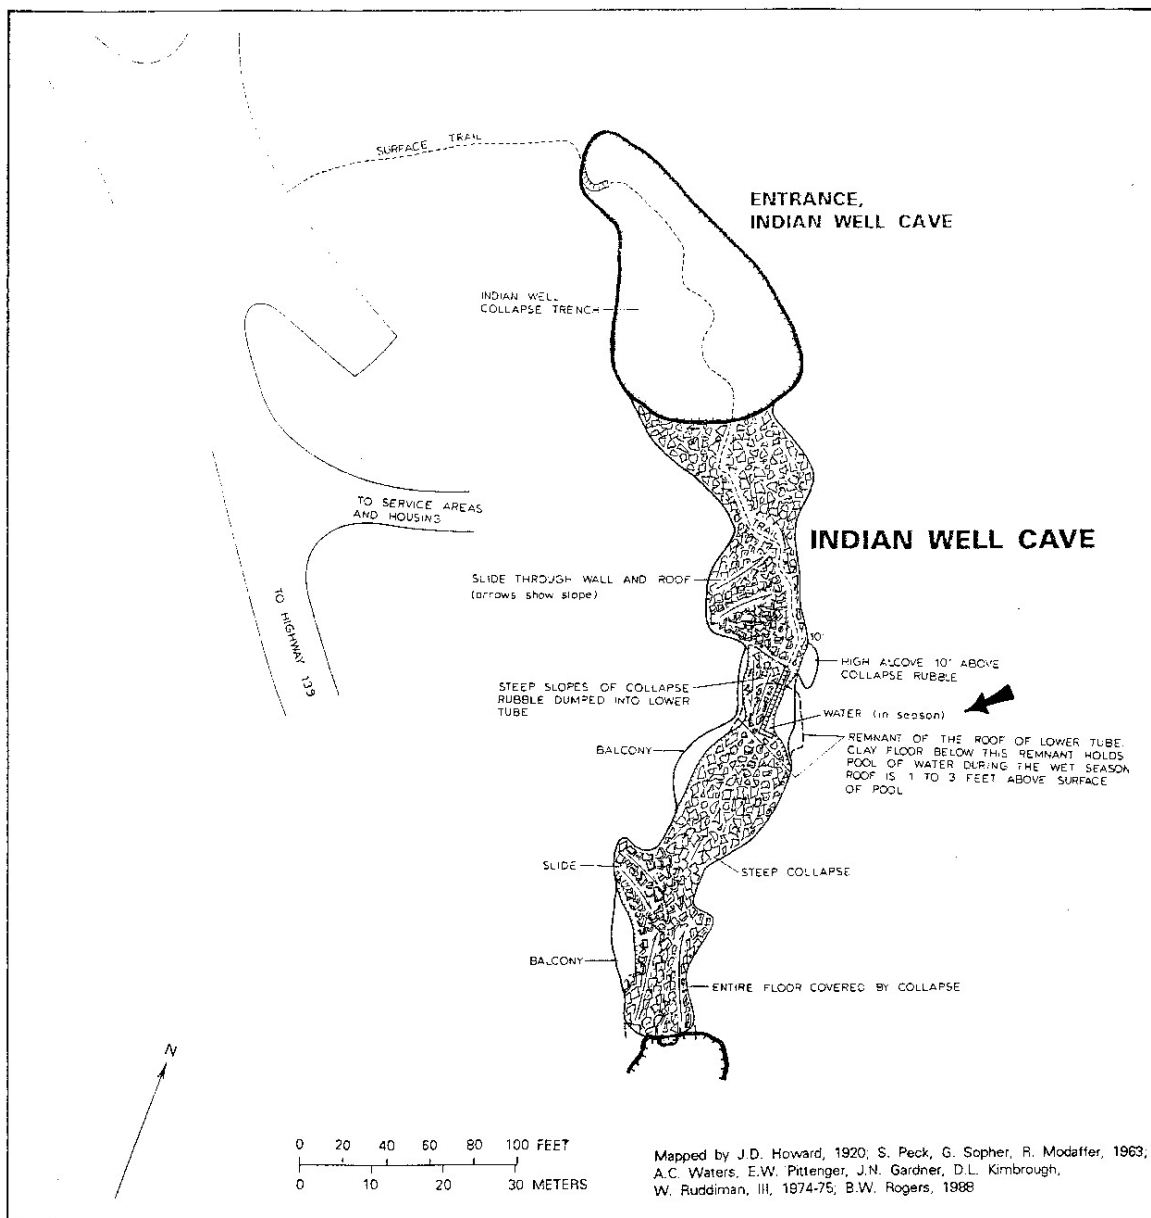 SURFACE TRAIL
ENTRANCE,
INDIAN WELL CAVE
INDIAN WELL
COLLAPSE TRENCH
TO SERVICE AREAS
AND HOUSING
TRAIL
INDIAN WELL CAVE
SLIDE THROUGH WALL AND ROOF
(arrows show slope)
TO HIGHWAY 139
10'
HIGH ALCOVE 10' ABOVE
COLLAPSE RUBBLE
STEEP SLOPES OF COLLAPSE
RUBBLE DUMPED INTO LOWER
TUBE
WATER (in season)
BALCONY
REMNANT OF THE ROOF OF LOWER TUBE.
CLAY FLOOR BELOW THIS REMNANT HOLDS
POOL OF WATER DURING THE WET SEASON
ROOF IS 1 TO 3 FEET ABOVE SURFACE
OF POOL
SLIDE
STEEP COLLAPSE
BALCONY
ENTIRE FLOOR COVERED BY COLLAPSE
N
0 20 40 60 80 100 FEET
0 10 20 30 METERS
Mapped by J.D. Howard, 1920; S. Peck, G. Sopher, R. Modaffer, 1963;
A.C. Waters, E.W. Pittenger, J.N. Gardner, D.L. Kimbrough,
W. Ruddiman, III, 1974-75; B.W. Rogers, 1988